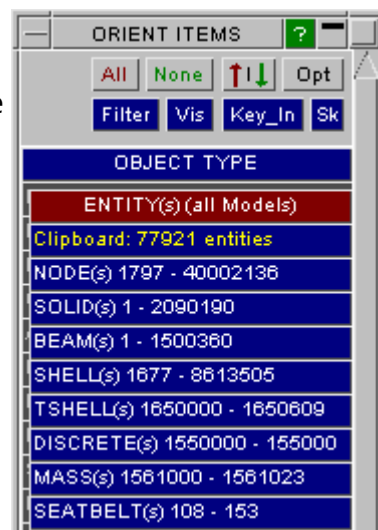 ORIENT ITEMS ?
All None Opt
e
Filter Vis Key_In Sk
OBJECT TYPE
ENTITY(s) (all Models)
Clipboard: 77921 entities
NODE(s) 1797 - 40002136
SOLID(s) 1 - 2090190
BEAM(s) 1 - 1500360
SHELL(s) 1677 - 8613505
TSHELL(s) 1650000 - 1650609
DISCRETE(s) 1550000 - 155000
MASS(s) 1561000 - 1561023
SEATBELT(s) 108 - 153